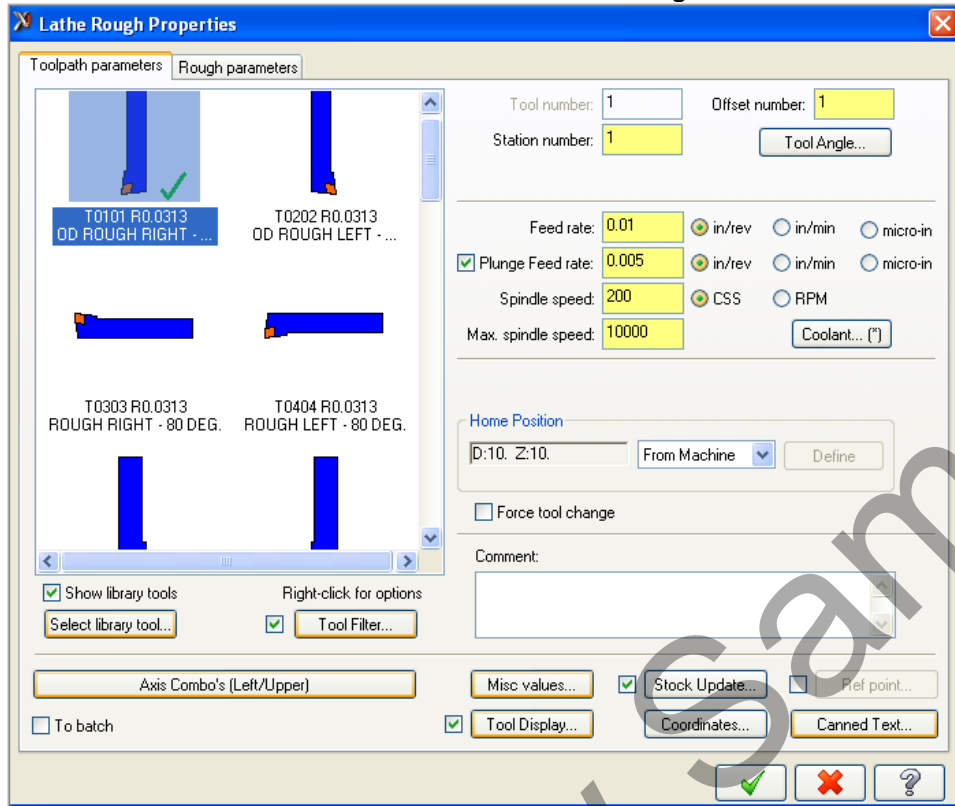 Lathe Rough Properties
Toolpath parameters Rough parameters
T0101 R0.0313
OD ROUGH RIGHT - ...
T0202 R0.0313
OD ROUGH LEFT - ...
T0303 R0.0313
ROUGH RIGHT - 80 DEG.
T0404 R0.0313
ROUGH LEFT - 80 DEG.
Show library tools
Right-click for options
Select library tool...
Tool Filter...
Tool number: 1 Offset number: 1
Station number: 1 Tool Angle...
Feed rate: 0.01 in/rev in/min micro-in
Plunge Feed rate: 0.005 in/rev in/min micro-in
Spindle speed: 200 CSS RPM
Max. spindle speed: 10000 Coolant... (*)
Home Position
D:10. Z:10. From Machine Define
Force tool change
Comment:
Axis Combo's (Left/Upper) Misc values... Stock Update... Ref point...
To batch Tool Display... Coordinates... Canned Text...